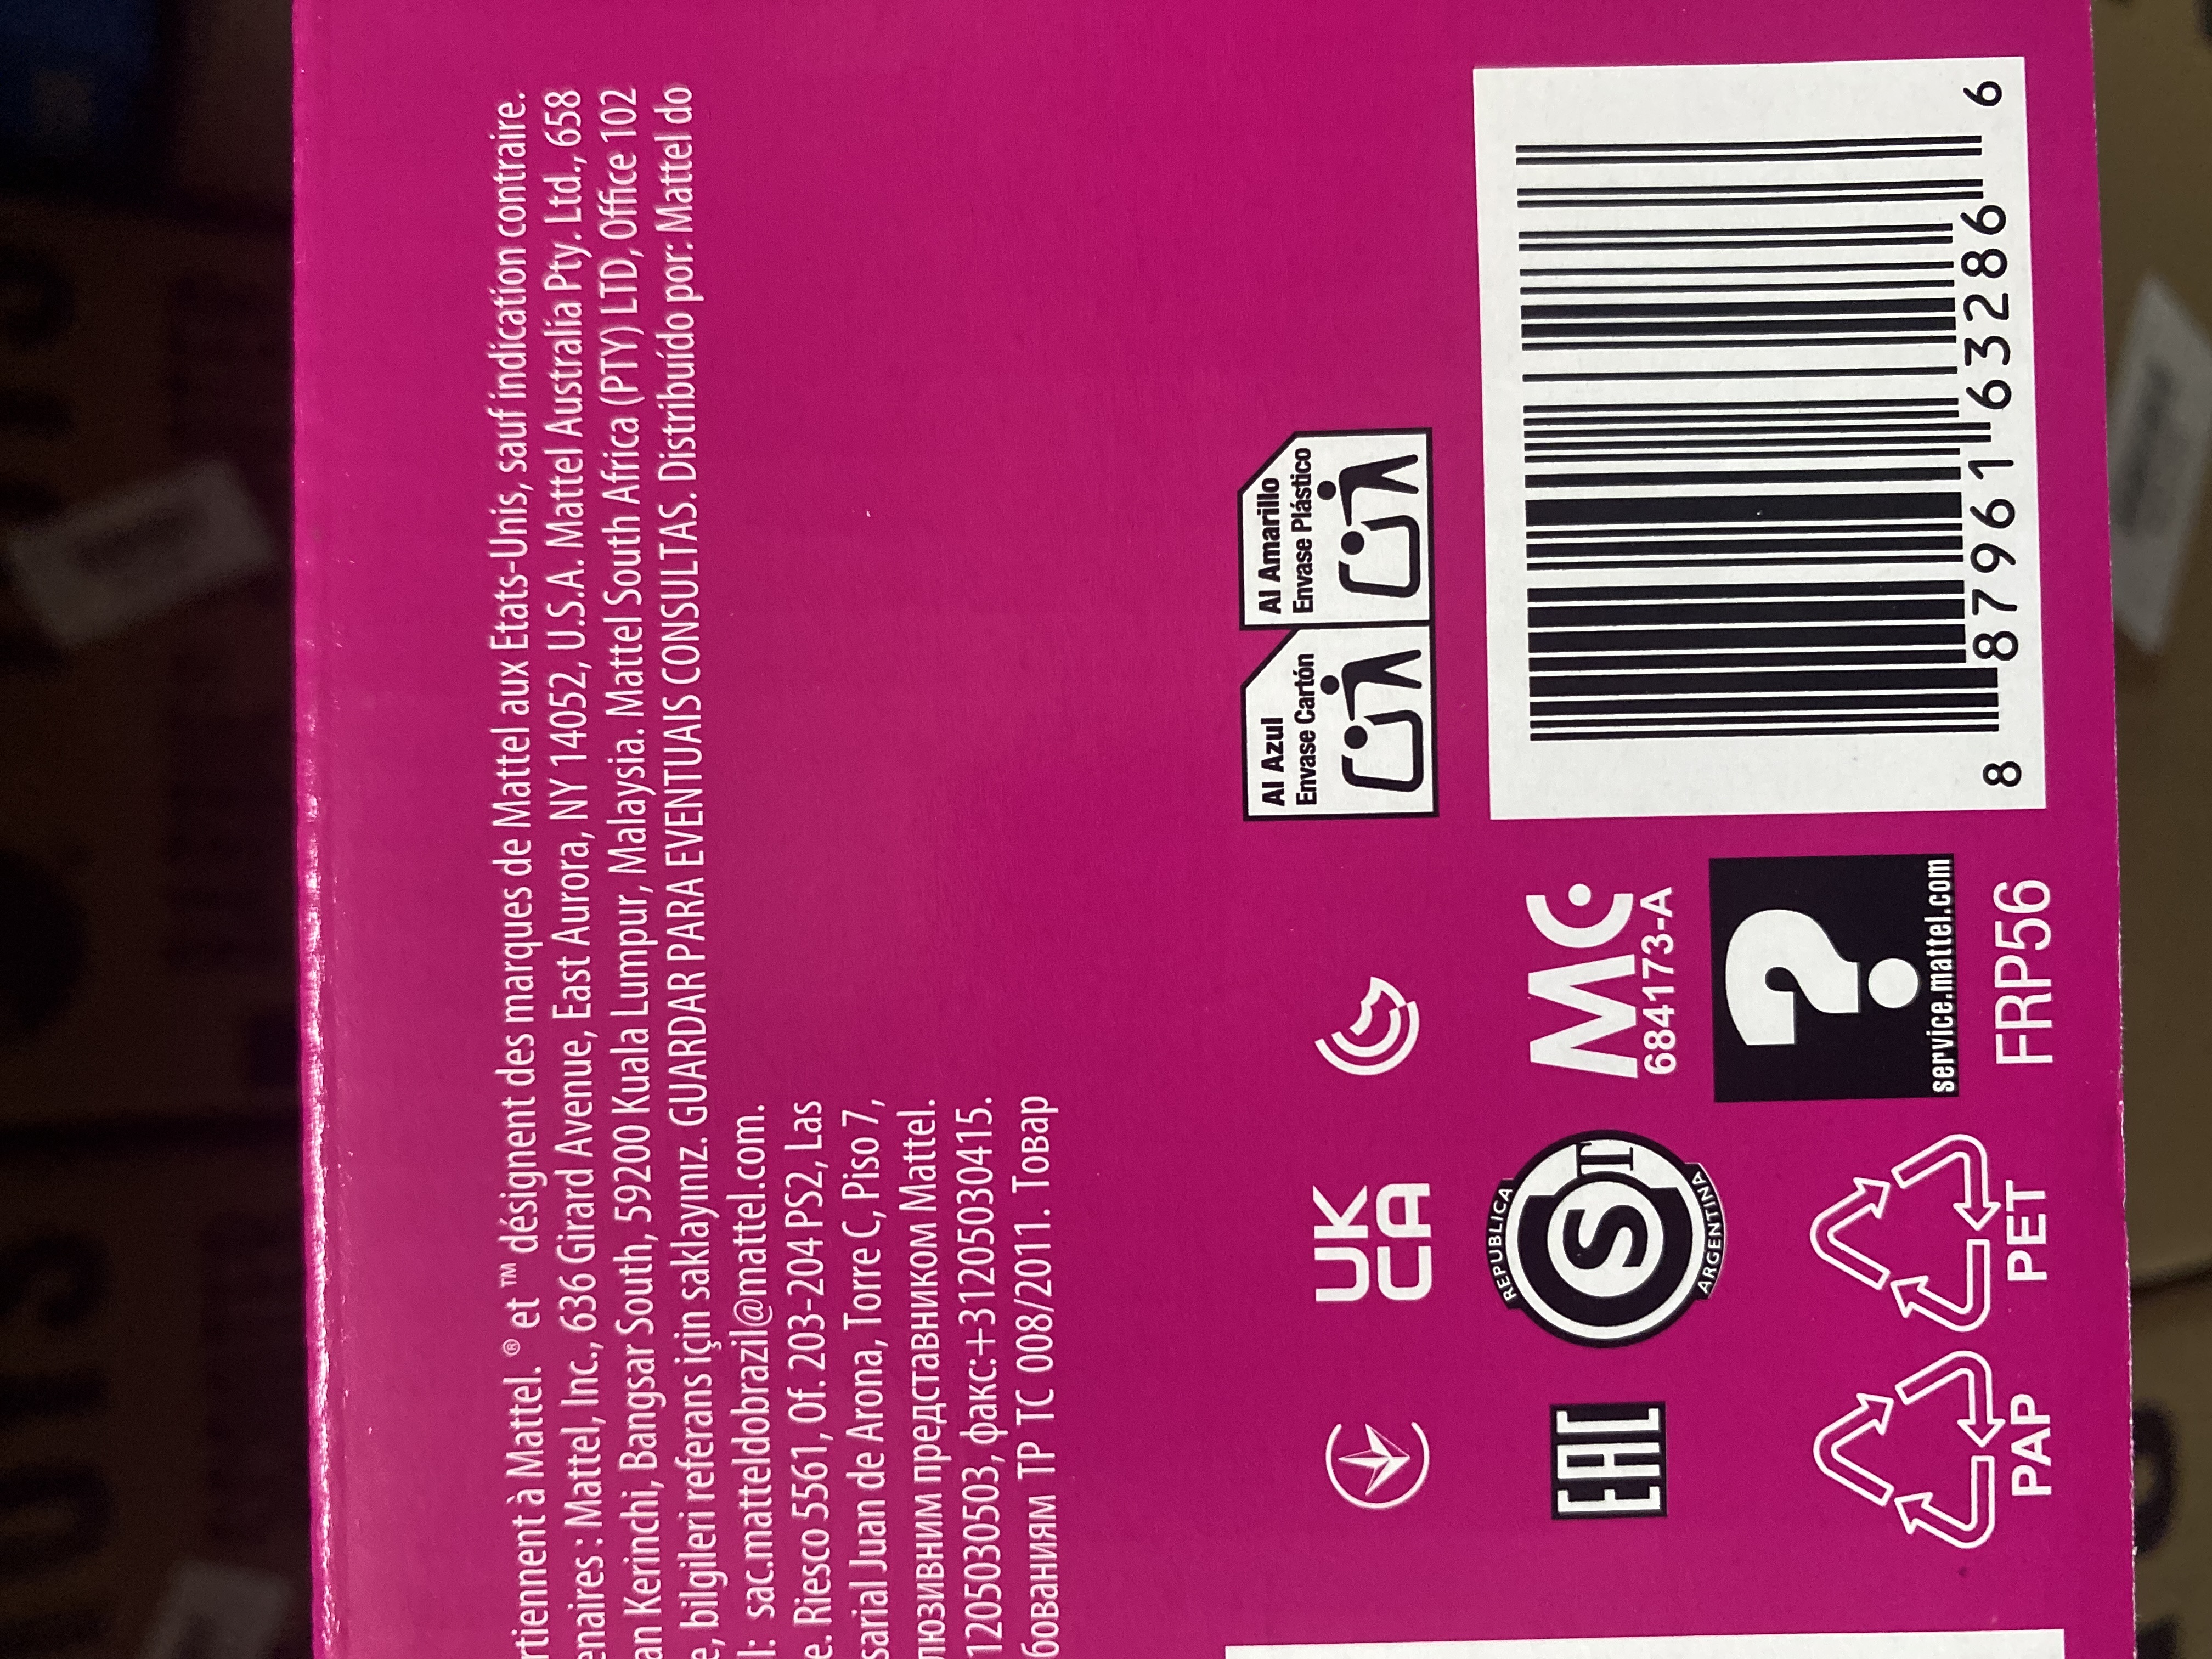 rtiennent à Mattel. ® et ™ désignent des marques de Mattel aux Etats-Unis, sauf indication contraire.
enaires : Mattel, Inc., 636 Girard Avenue, East Aurora, NY 14052, U.S.A. Mattel Australia Pty. Ltd., 658
an Kerinchi, Bangsar South, 59200 Kuala Lumpur, Malaysia. Mattel South Africa (PTY) LTD, Office 102
e, bilgileri referans için saklayınız. GUARDAR PARA EVENTUAIS CONSULTAS. Distribuído por: Mattel do
l: sac.matteldobrazil@mattel.com.
e. Riesco 5561, Of. 203-204 PS2, Las
sarial Juan de Arona, Torre C, Piso 7,
люзивним представником Mattel.
1205030503, факс:+31205030415.
бованиям ТР ТС 008/2011. Товар
Al Azul
Envase Cartón
Al Amarillo
Envase Plástico
UK
CA
EAC
REPUBLICA
S T
ARGENTINA
MC
684173-A
?
service.mattel.com
PAP
PET
FRP56
8 87961 63286 6